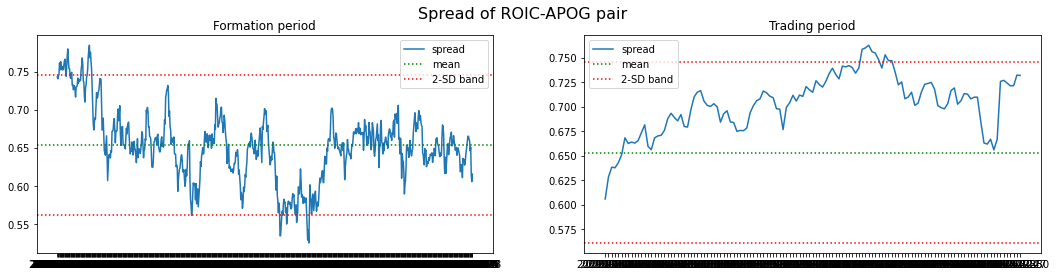 Spread of ROIC-APOG pair
Formation period
spread
mean
2-SD band
0.75
0.70
0.65
0.60
0.55
Trading period
spread
mean
2-SD band
0.750
0.725
0.700
0.675
0.650
0.625
0.600
0.575